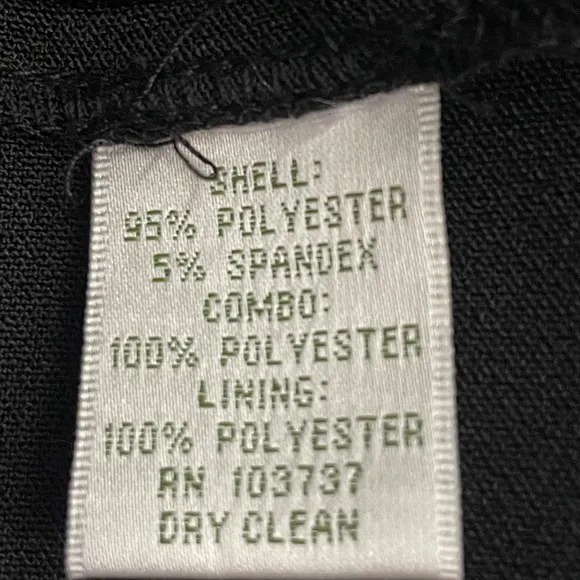 SHELL:
95% POLYESTER
5% SPANDEX
COMBO:
100% POLYESTER
LINING:
100% POLYESTER
RN 103737
DRY CLEAN